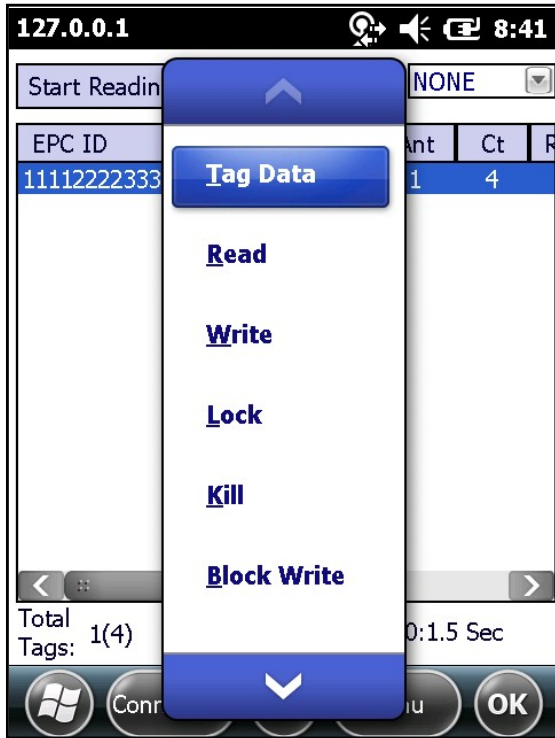 127.0.0.1 8:41
Start Readin NONE
EPC ID Ant Ct
11112222333 1 4
Tag Data
Read
Write
Lock
Kill
Block Write
Total
Tags: 1(4) 0:1.5 Sec
Conr OK